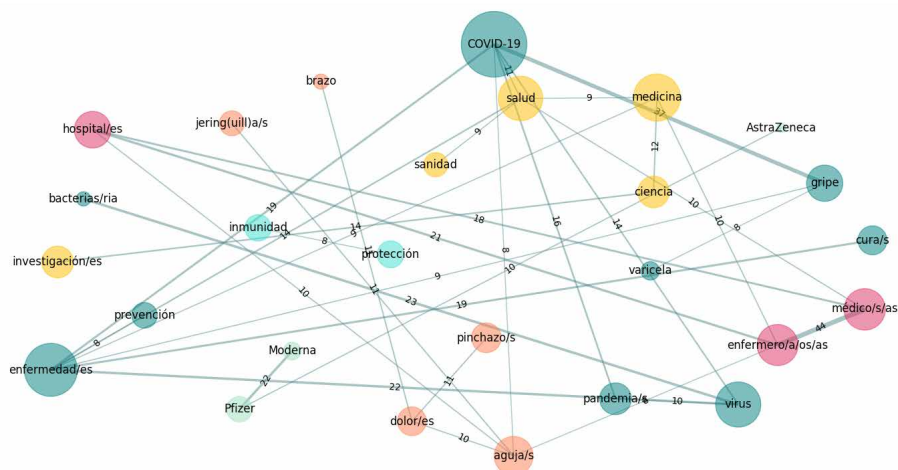 COVID-19
11
brazo
salud
9
medicina
37
hospital/es
jering(uill)a/s
9
AstraZeneca
12
sanidad
bacterias/ria
ciencia
gripe
19
10
18
10
inmunidad
14
14
9
16
14
8
21
8
cura/s
investigación/es
protección
8
10
varicela
9
10
11
23
19
prevención
médico/s/as
44
8
pinchazo/s
enfermero/a/os/as
Moderna
enfermedad/es
22
11
22
pandemia/s
10
virus
Pfizer
dolor/es
10
aguja/s